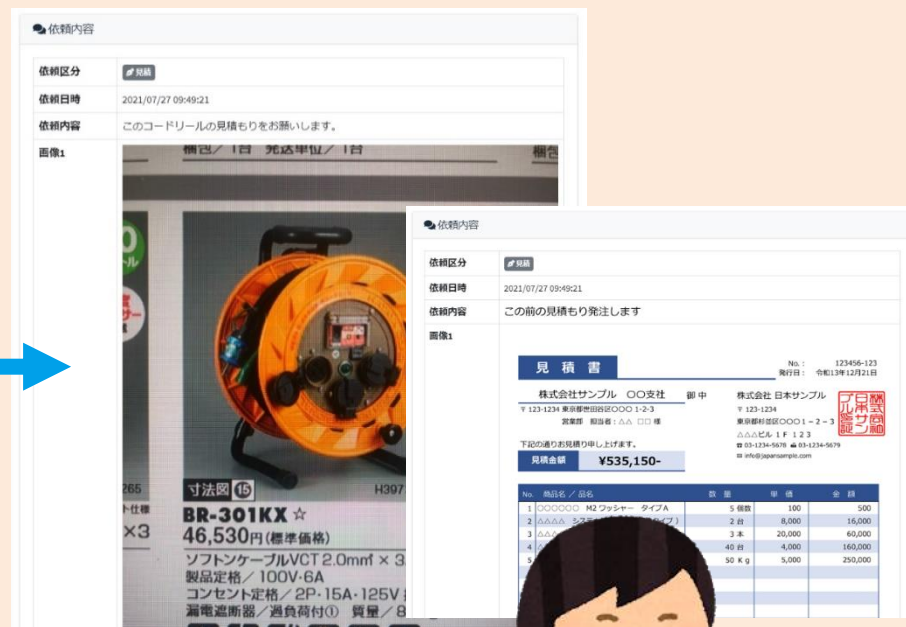 依頼内容
依頼区分 見積
依頼日時 2021/07/27 09:49:21
依頼内容 このコードリールの見積もりをお願いします。
画像1
梱包／1台 発送単位／1台
梱包
265
ト仕様
×3
寸法図⑮ H397
BR-301KX ☆
46,530円(標準価格)
ソフトンケーブルVCT 2.0m㎡ × 3
製品定格／100V·6A
コンセント定格／2P·15A·125V
漏電遮断器／過負荷付① 質量／8
依頼内容
依頼区分 見積
依頼日時 2021/07/27 09:49:21
依頼内容 この前の見積もり発注します
画像1
見積書
No.： 123456-123
発行日： 令和13年12月21日
株式会社サンプル 〇〇支社 御中
〒 123-1234 東京都世田谷区〇〇〇 1-2-3
営業部 担当者：△△ □□ 様
株式会社 日本サンプル
〒 123-1234
東京都杉並区〇〇〇1－2－3
△△△ビル 1F 123
☎ 03-1234-5678 03-1234-5679
✉ info@japansample.com
下記の通りお見積り申し上げます。
見積金額 ¥535,150-
No. 商品名 ／ 品名 数 量 単 価 金 額
1 〇〇〇〇〇〇 M2ワッシャー タイプA 5 個数 100 500
2 △△△△ タイプ） 2 台 8,000 16,000
3 3 本 20,000 60,000
4 40 台 4,000 160,000
5 50 Kg 5,000 250,000